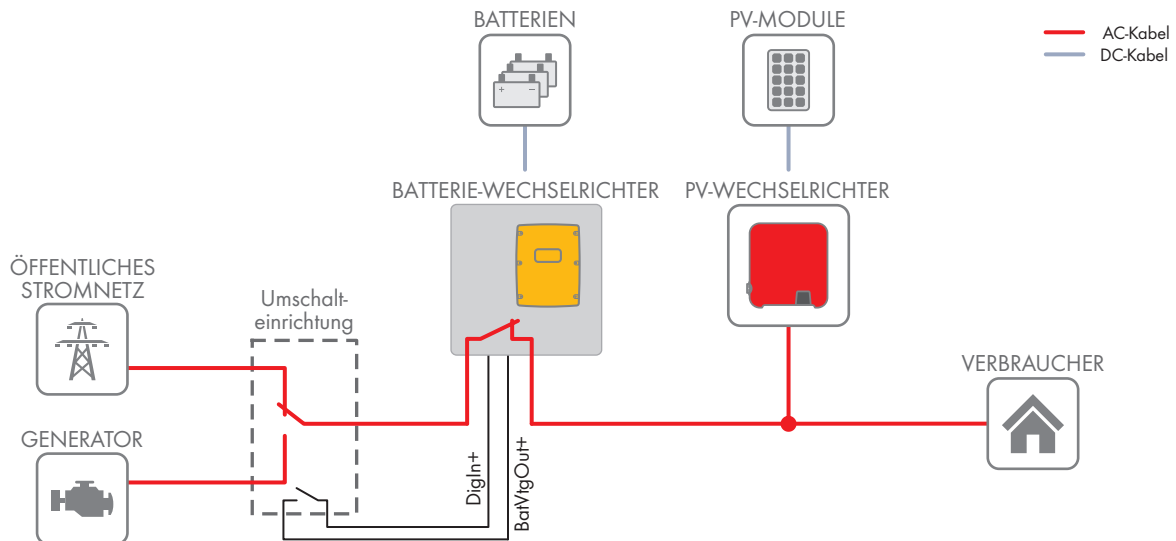 BATTERIEN
PV-MODULE
AC-Kabel
DC-Kabel
+ −
BATTERIE-WECHSELRICHTER
PV-WECHSELRICHTER
ÖFFENTLICHES
STROMNETZ
Umschalt-
einrichtung
VERBRAUCHER
GENERATOR
DigIn+
BatVtgOut+